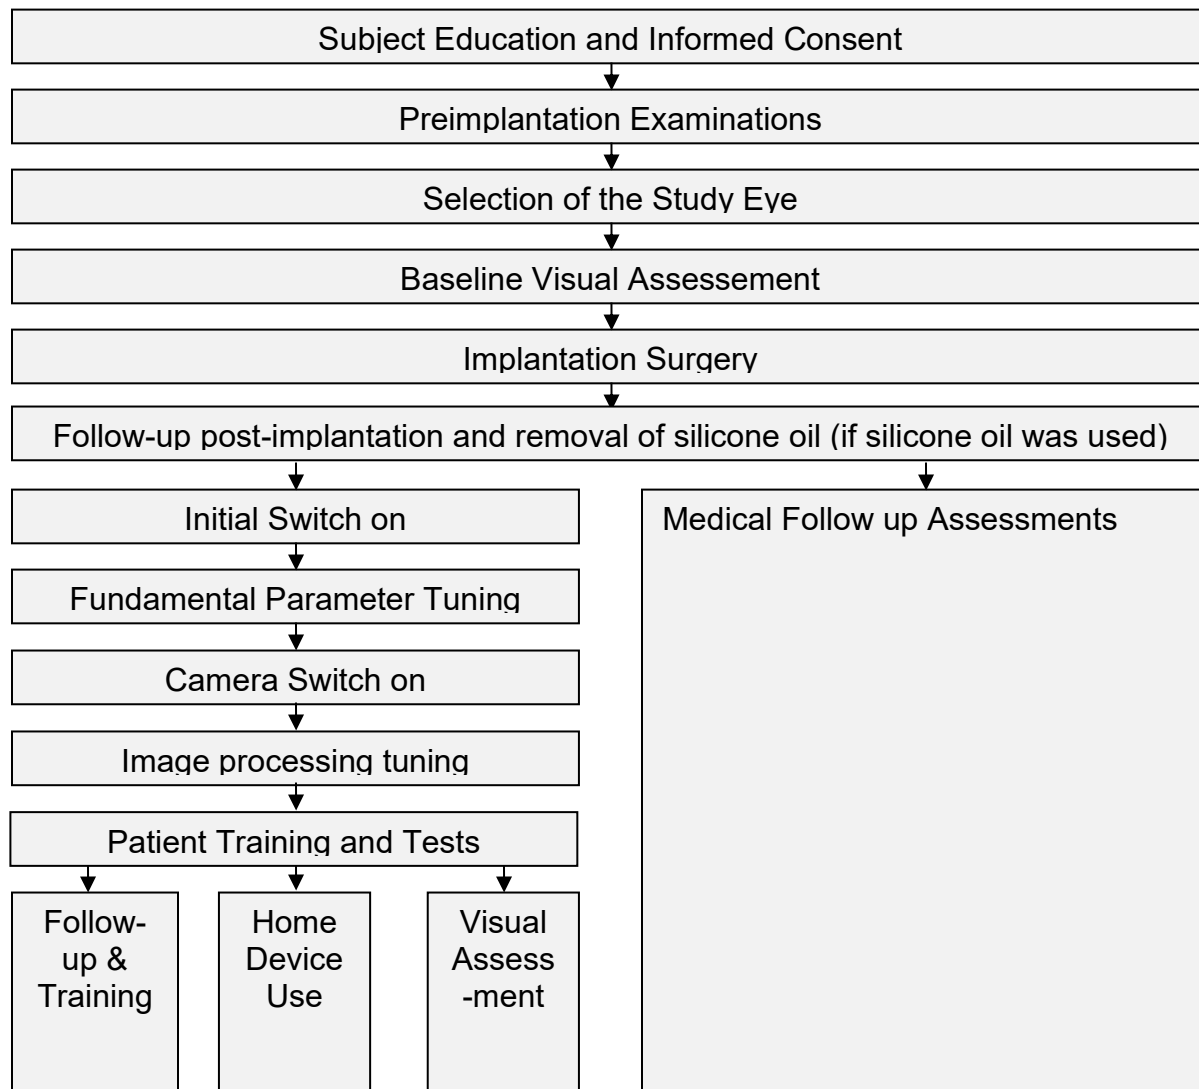 Subject Education and Informed Consent
Preimplantation Examinations
Selection of the Study Eye
Baseline Visual Assessement
Implantation Surgery
Follow-up post-implantation and removal of silicone oil (if silicone oil was used)
Initial Switch on
Medical Follow up Assessments
Fundamental Parameter Tuning
Camera Switch on
Image processing tuning
Patient Training and Tests
Follow-
up &
Training
Home
Device
Use
Visual
Assess
-ment